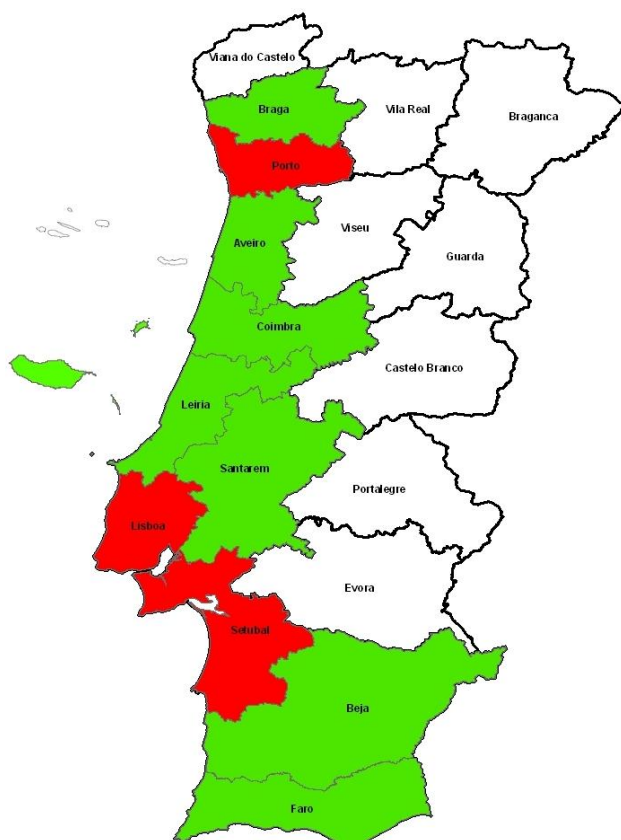 Viana do Castelo
Braga
Vila Real
Braganca
Porto
Aveiro
Viseu
Guarda
Coimbra
Castelo Branco
Leiria
Santarem
Portalegre
Lisboa
Evora
Setubal
Beja
Faro